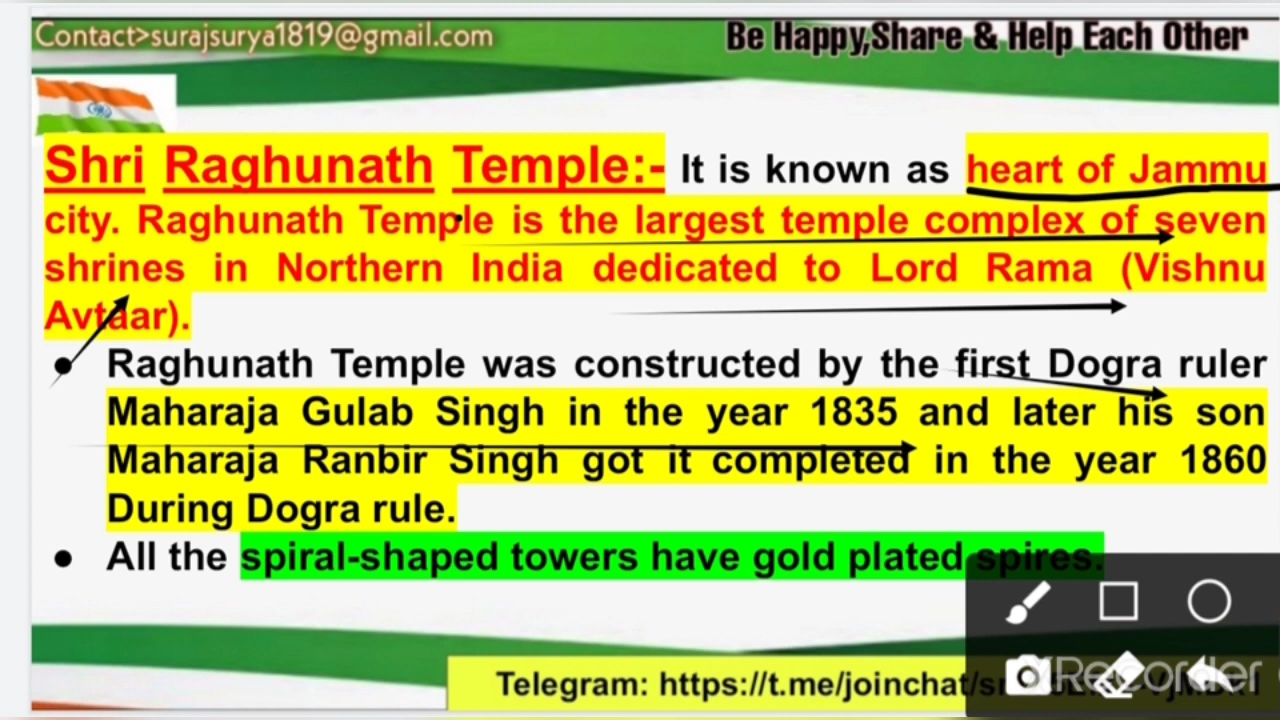 Contact>surajsurya1819@gmail.com
Be Happy,Share & Help Each Other
Shri Raghunath Temple:- It is known as heart of Jammu
city. Raghunath Temple is the largest temple complex of seven
shrines in Northern India dedicated to Lord Rama (Vishnu
Avtaar).
● Raghunath Temple was constructed by the first Dogra ruler
Maharaja Gulab Singh in the year 1835 and later his son
Maharaja Ranbir Singh got it completed in the year 1860
During Dogra rule.
● All the spiral-shaped towers have gold plated spires.
Telegram: https://t.me/joinchat/
XRecorder